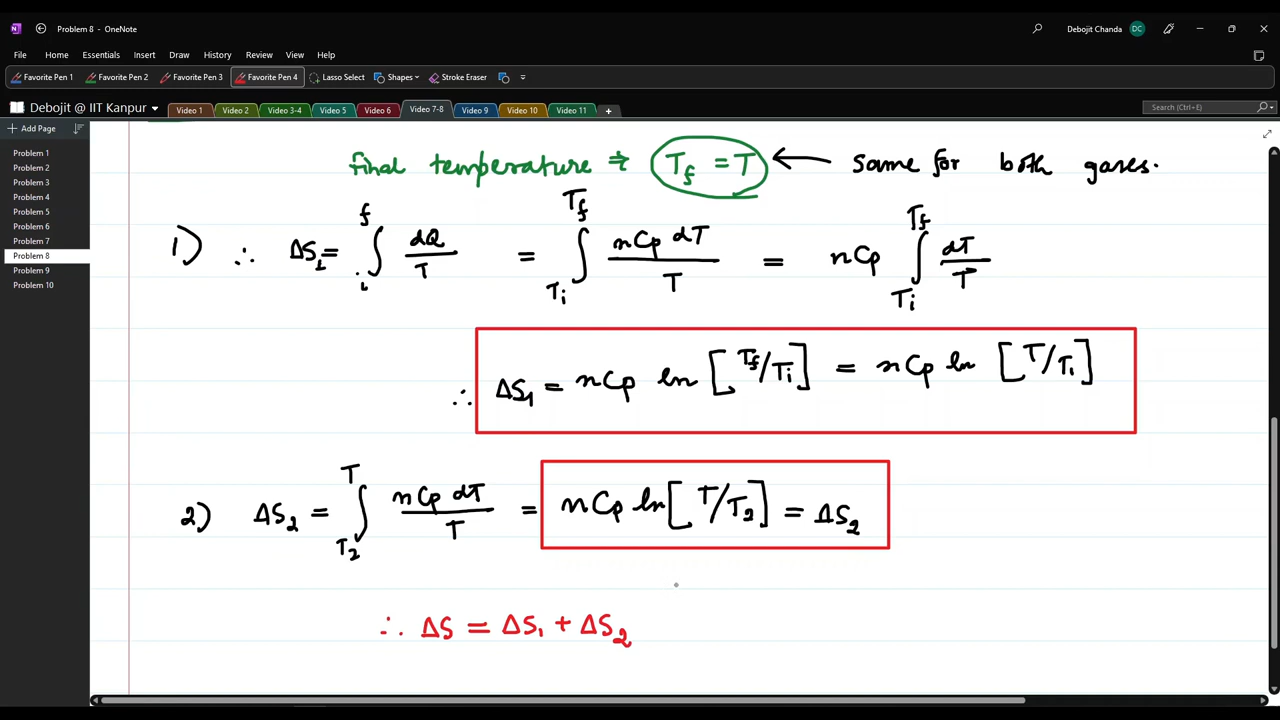 Problem 8 - OneNote
Debojit Chanda DC
File Home Essentials Insert Draw History Review View Help
Favorite Pen 1 Favorite Pen 2 Favorite Pen 3 Favorite Pen 4 Lasso Select Shapes Stroke Eraser
Debojit @ IIT Kanpur Video 1 Video 2 Video 3-4 Video 5 Video 6 Video 7-8 Video 9 Video 10 Video 11 + Search (Ctrl+E)
+ Add Page
Problem 1
Problem 2
Problem 3
Problem 4
Problem 5
Problem 6
Problem 7
Problem 8
Problem 9
Problem 10
final temperature ⇒ T_f = T ← same for both gases.
1) ∴ ΔS_1 = ∫_i^f dQ/T = ∫_{Ti}^{T_f} nCp dT/T = nCp ∫_{Ti}^{T_f} dT/T
∴ ΔS_1 = nCp ln [T_f/Ti] = nCp ln [T/T_1]
2) ΔS_2 = ∫_{T_2}^{T} nCp dT/T = nCp ln [T/T_2] = ΔS_2
∴ ΔS = ΔS_1 + ΔS_2